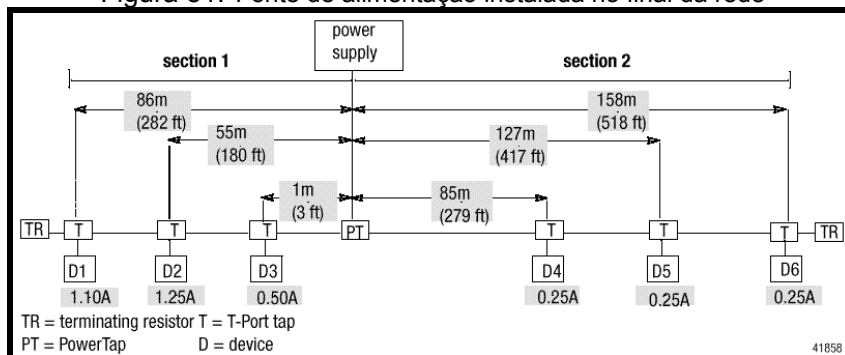 Figura 31: Fonte de alimentação instalada no final da rede
power
supply
section 1
section 2
86m
(282 ft)
158m
(518 ft)
55m
(180 ft)
127m
(417 ft)
1m
(3 ft)
85m
(279 ft)
TR
T
T
T
PT
T
T
T
TR
D1
D2
D3
D4
D5
D6
1.10A
1.25A
0.50A
0.25A
0.25A
0.25A
TR = terminating resistor T = T-Port tap
PT = PowerTap D = device
41858